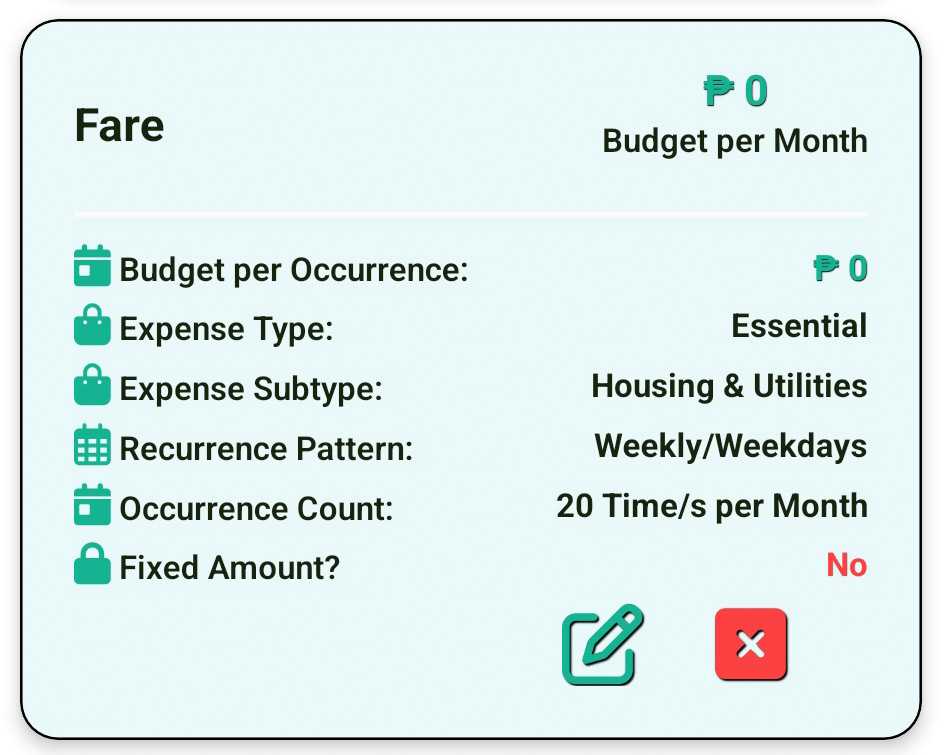 Fare
₱ 0
Budget per Month
Budget per Occurrence: ₱ 0
Expense Type: Essential
Expense Subtype: Housing & Utilities
Recurrence Pattern: Weekly/Weekdays
Occurrence Count: 20 Time/s per Month
Fixed Amount? No